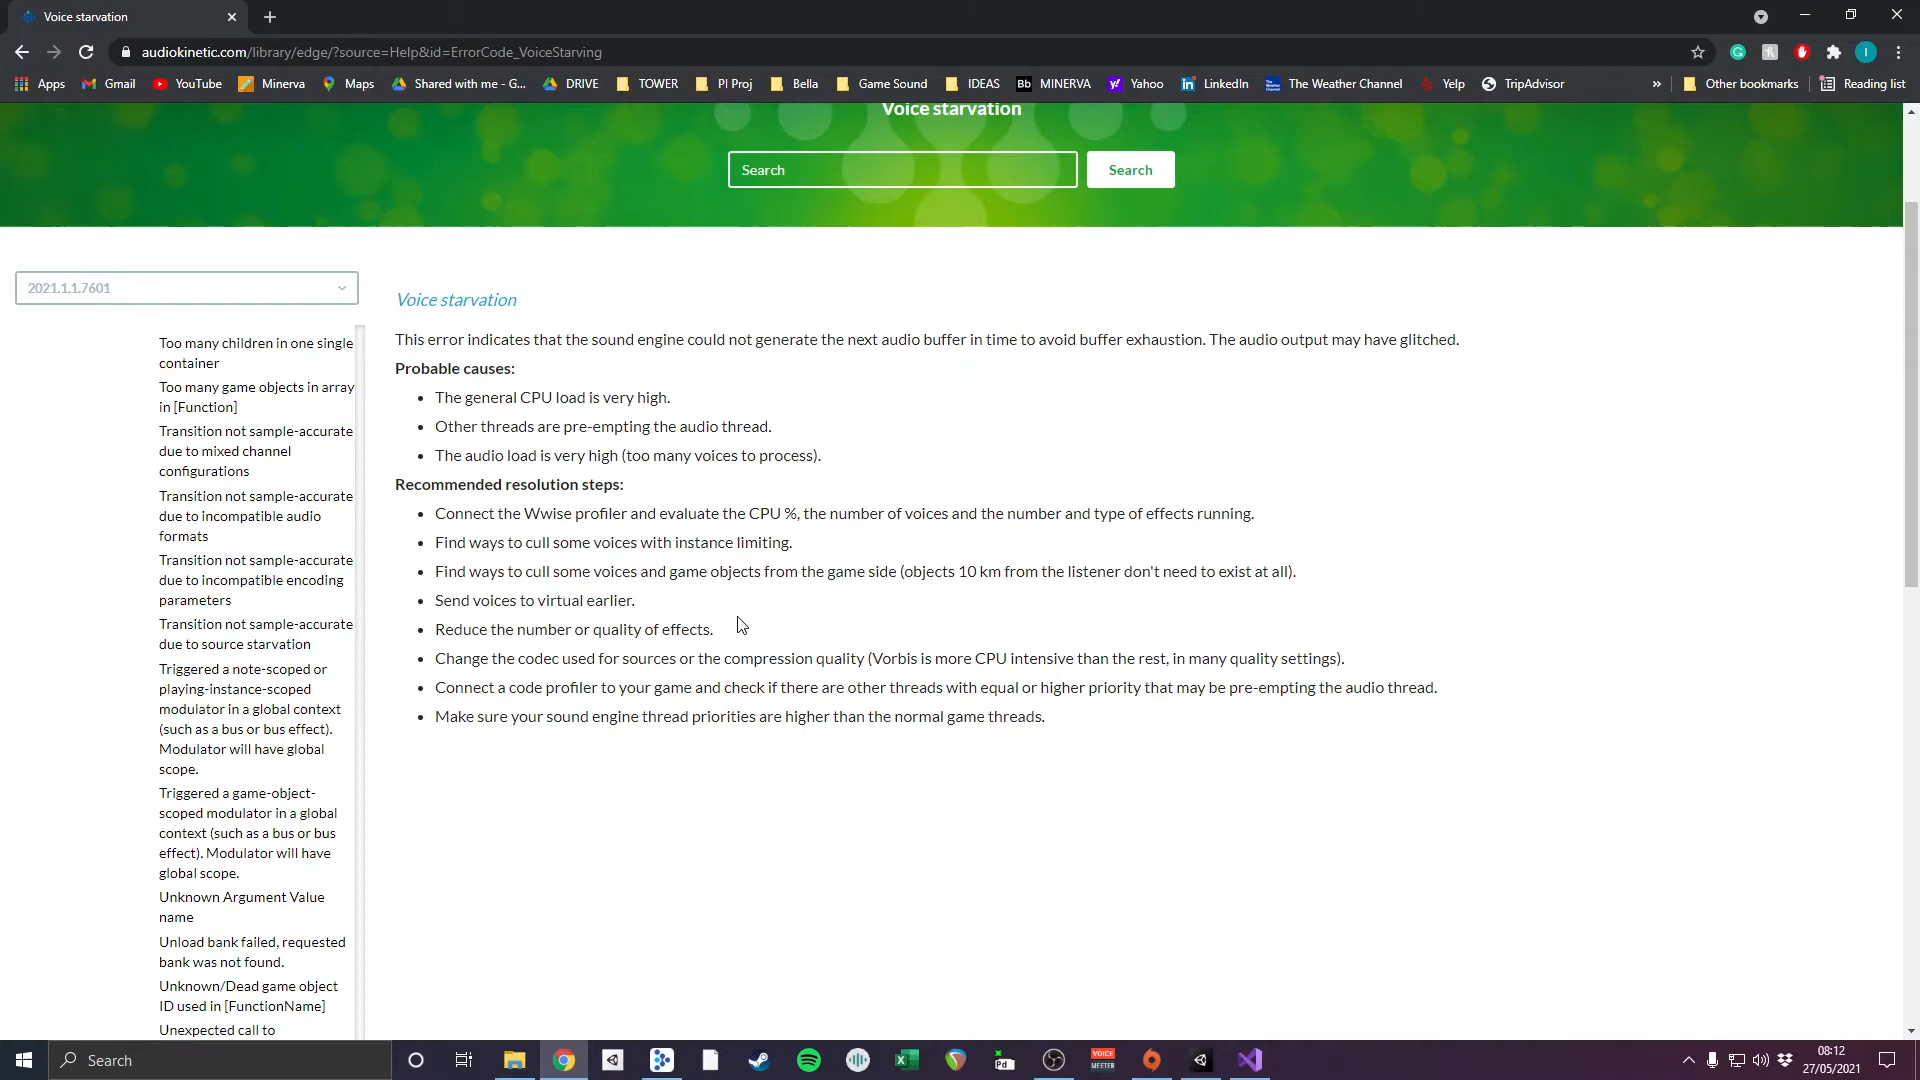 Voice starvation
audiokinetic.com/library/edge/?source=Help&id=ErrorCode_VoiceStarving
Apps
Gmail
YouTube
Minerva
Maps
Shared with me - G...
DRIVE
TOWER
PI Proj
Bella
Game Sound
IDEAS
Bb MINERVA
Yahoo
LinkedIn
The Weather Channel
Yelp
TripAdvisor
»
Other bookmarks
Reading list
Voice starvation
Search
Search
2021.1.1.7601
Too many children in one single
container
Too many game objects in array
in [Function]
Transition not sample-accurate
due to mixed channel
configurations
Transition not sample-accurate
due to incompatible audio
formats
Transition not sample-accurate
due to incompatible encoding
parameters
Transition not sample-accurate
due to source starvation
Triggered a note-scoped or
playing-instance-scoped
modulator in a global context
(such as a bus or bus effect).
Modulator will have global
scope.
Triggered a game-object-
scoped modulator in a global
context (such as a bus or bus
effect). Modulator will have
global scope.
Unknown Argument Value
name
Unload bank failed, requested
bank was not found.
Unknown/Dead game object
ID used in [FunctionName]
Unexpected call to
Voice starvation
This error indicates that the sound engine could not generate the next audio buffer in time to avoid buffer exhaustion. The audio output may have glitched.
Probable causes:
• The general CPU load is very high.
• Other threads are pre-empting the audio thread.
• The audio load is very high (too many voices to process).
Recommended resolution steps:
• Connect the Wwise profiler and evaluate the CPU %, the number of voices and the number and type of effects running.
• Find ways to cull some voices with instance limiting.
• Find ways to cull some voices and game objects from the game side (objects 10 km from the listener don't need to exist at all).
• Send voices to virtual earlier.
• Reduce the number or quality of effects.
• Change the codec used for sources or the compression quality (Vorbis is more CPU intensive than the rest, in many quality settings).
• Connect a code profiler to your game and check if there are other threads with equal or higher priority that may be pre-empting the audio thread.
• Make sure your sound engine thread priorities are higher than the normal game threads.
Search
Pd
VOICE
MEETER
08:12
27/05/2021